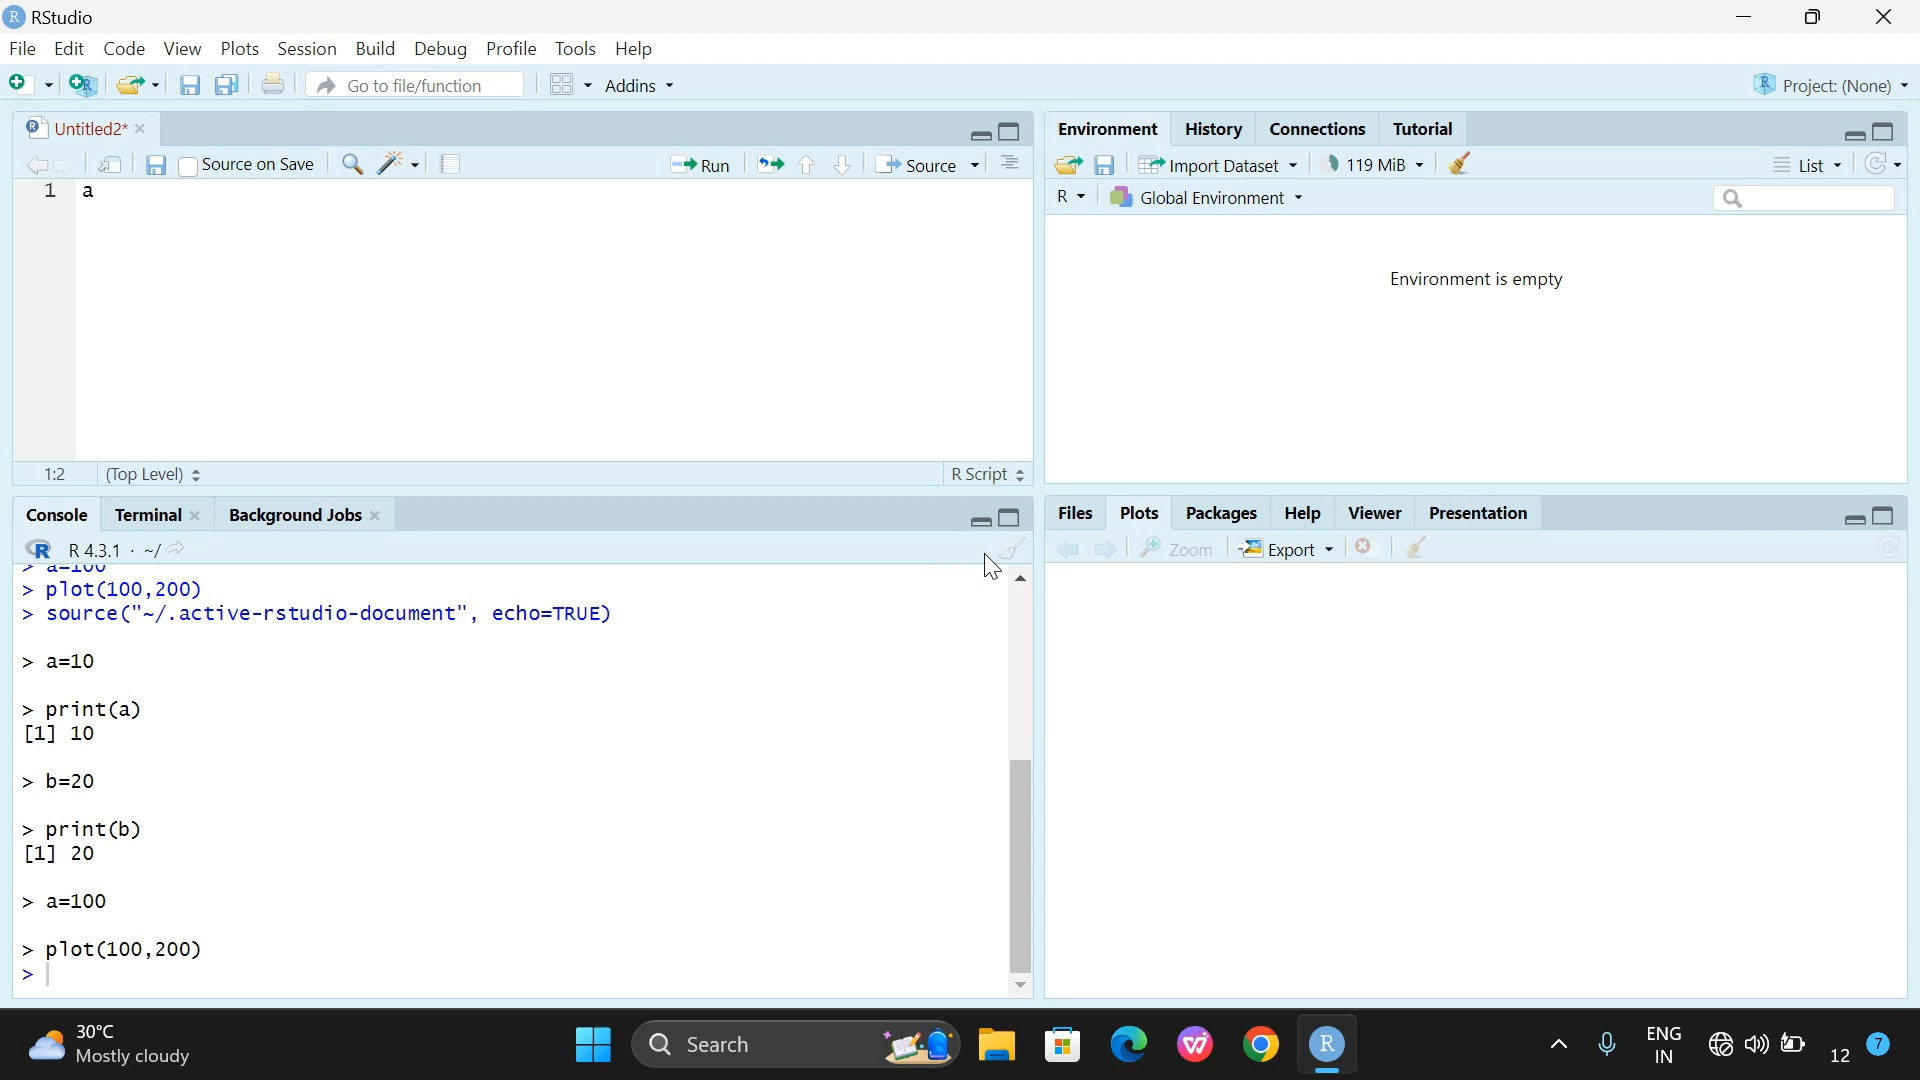 RStudio
File Edit Code View Plots Session Build Debug Profile Tools Help
Go to file/function Addins Project: (None)
Untitled2*
Source on Save Run Source
1 a
1:2 (Top Level) R Script
Environment History Connections Tutorial
Import Dataset 119 MiB List
R Global Environment
Environment is empty
Console Terminal Background Jobs
R 4.3.1 · ~/
> a=100
> plot(100,200)
> source("~/.active-rstudio-document", echo=TRUE)
> a=10
> print(a)
[1] 10
> b=20
> print(b)
[1] 20
> a=100
> plot(100,200)
>
Files Plots Packages Help Viewer Presentation
Zoom Export
30°C
Mostly cloudy
Search
ENG
IN
12
7